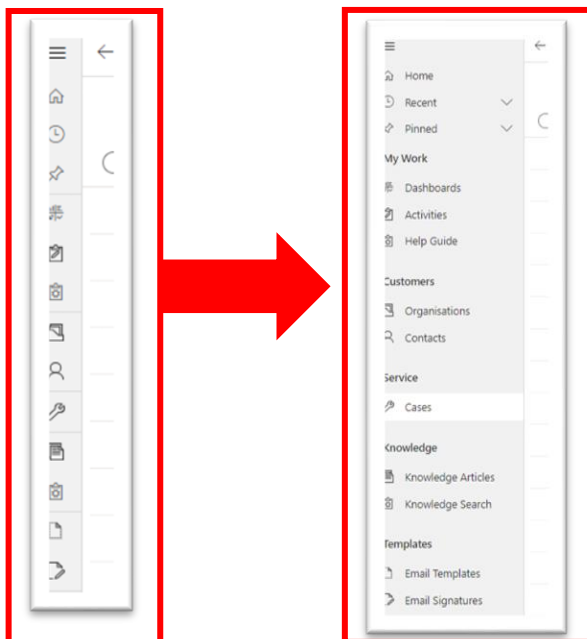 Home
Recent
Pinned
My Work
Dashboards
Activities
Help Guide
Customers
Organisations
Contacts
Service
Cases
Knowledge
Knowledge Articles
Knowledge Search
Templates
Email Templates
Email Signatures